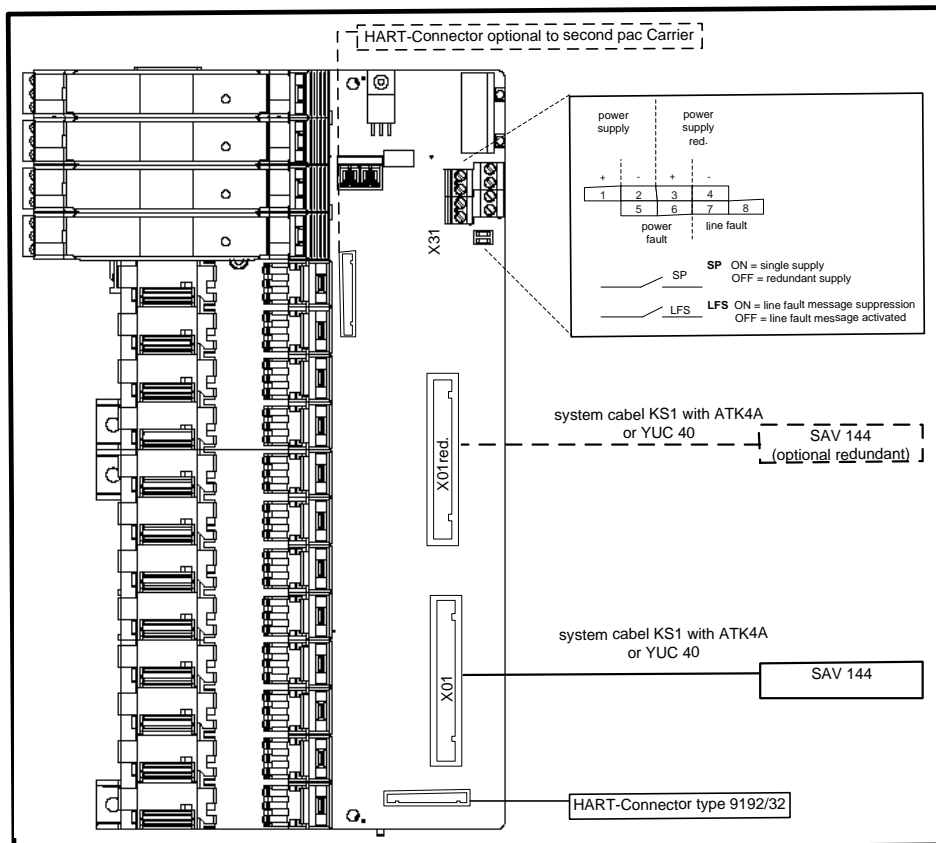 HART-Connector optional to second pac Carrier
power
supply
power
supply
red.
+ - + -
1 2 3 4
5 6 7 8
power
fault
line fault
SP
SP ON = single supply
OFF = redundant supply
LFS
LFS ON = line fault message suppression
OFF = line fault message activated
X31
system cabel KS1 with ATK4A
or YUC 40
X01red.
SAV 144
(optional redundant)
system cabel KS1 with ATK4A
or YUC 40
X01
SAV 144
HART-Connector type 9192/32